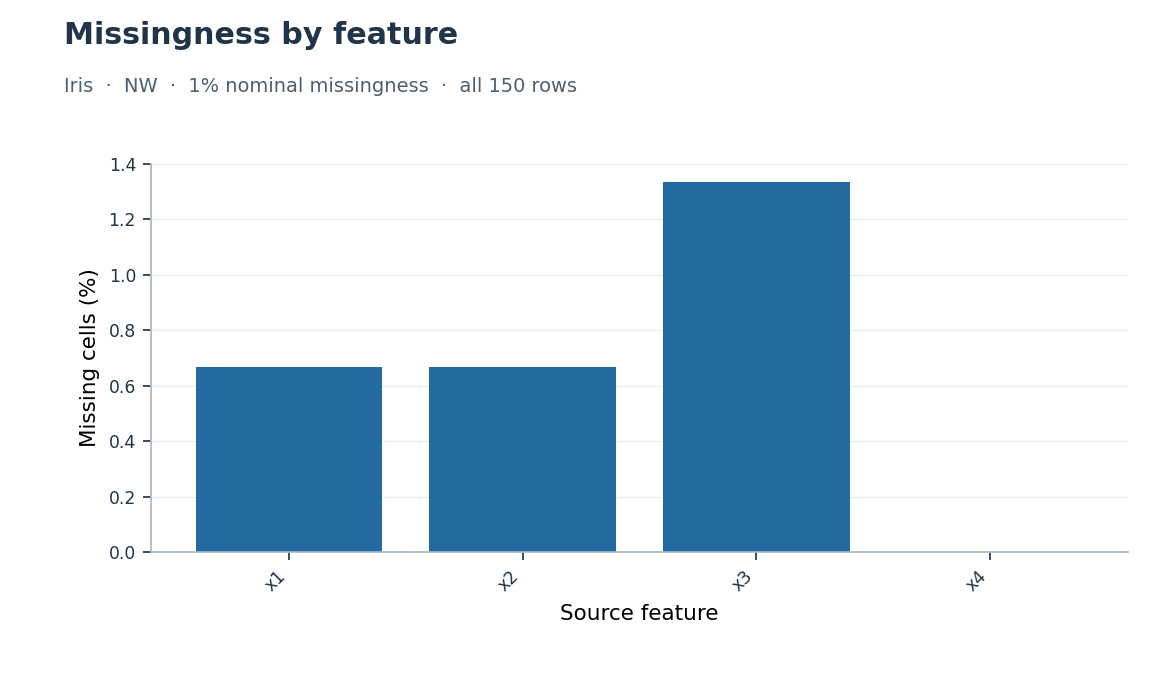 Missingness by feature
Iris · NW · 1% nominal missingness · all 150 rows
1.4
1.2
1.0
0.8
0.6
0.4
0.2
0.0
Missing cells (%)
x1
x2
x3
x4
Source feature